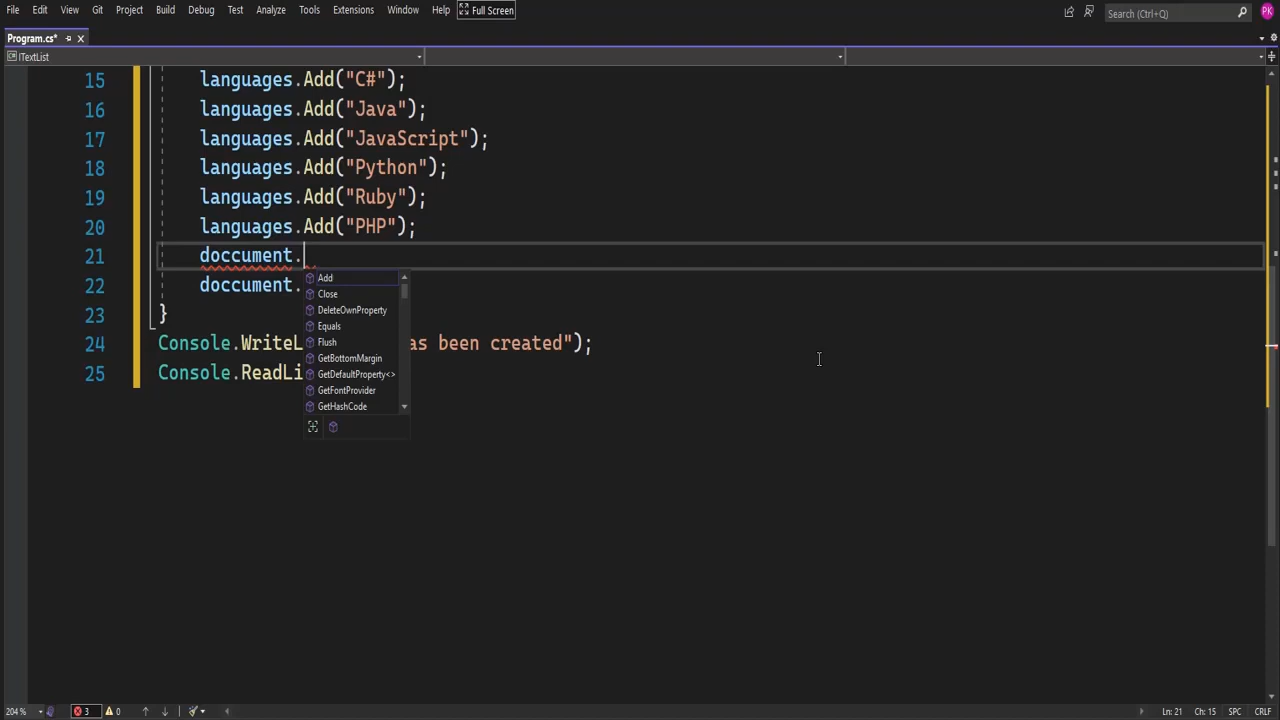 File Edit View Git Project Build Debug Test Analyze Tools Extensions Window Help Full Screen Search (Ctrl+Q) PK
Program.cs*
ITextList
15 languages.Add("C#");
16 languages.Add("Java");
17 languages.Add("JavaScript");
18 languages.Add("Python");
19 languages.Add("Ruby");
20 languages.Add("PHP");
21 doccument.
22 doccument.
23 }
24 Console.WriteL as been created");
25 Console.ReadLi
Add
Close
DeleteOwnProperty
Equals
Flush
GetBottomMargin
GetDefaultProperty<>
GetFontProvider
GetHashCode
204 % 3 0 Ln: 21 Ch: 15 SPC CRLF